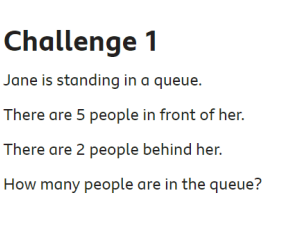 Challenge 1
Jane is standing in a queue.
There are 5 people in front of her.
There are 2 people behind her.
How many people are in the queue?